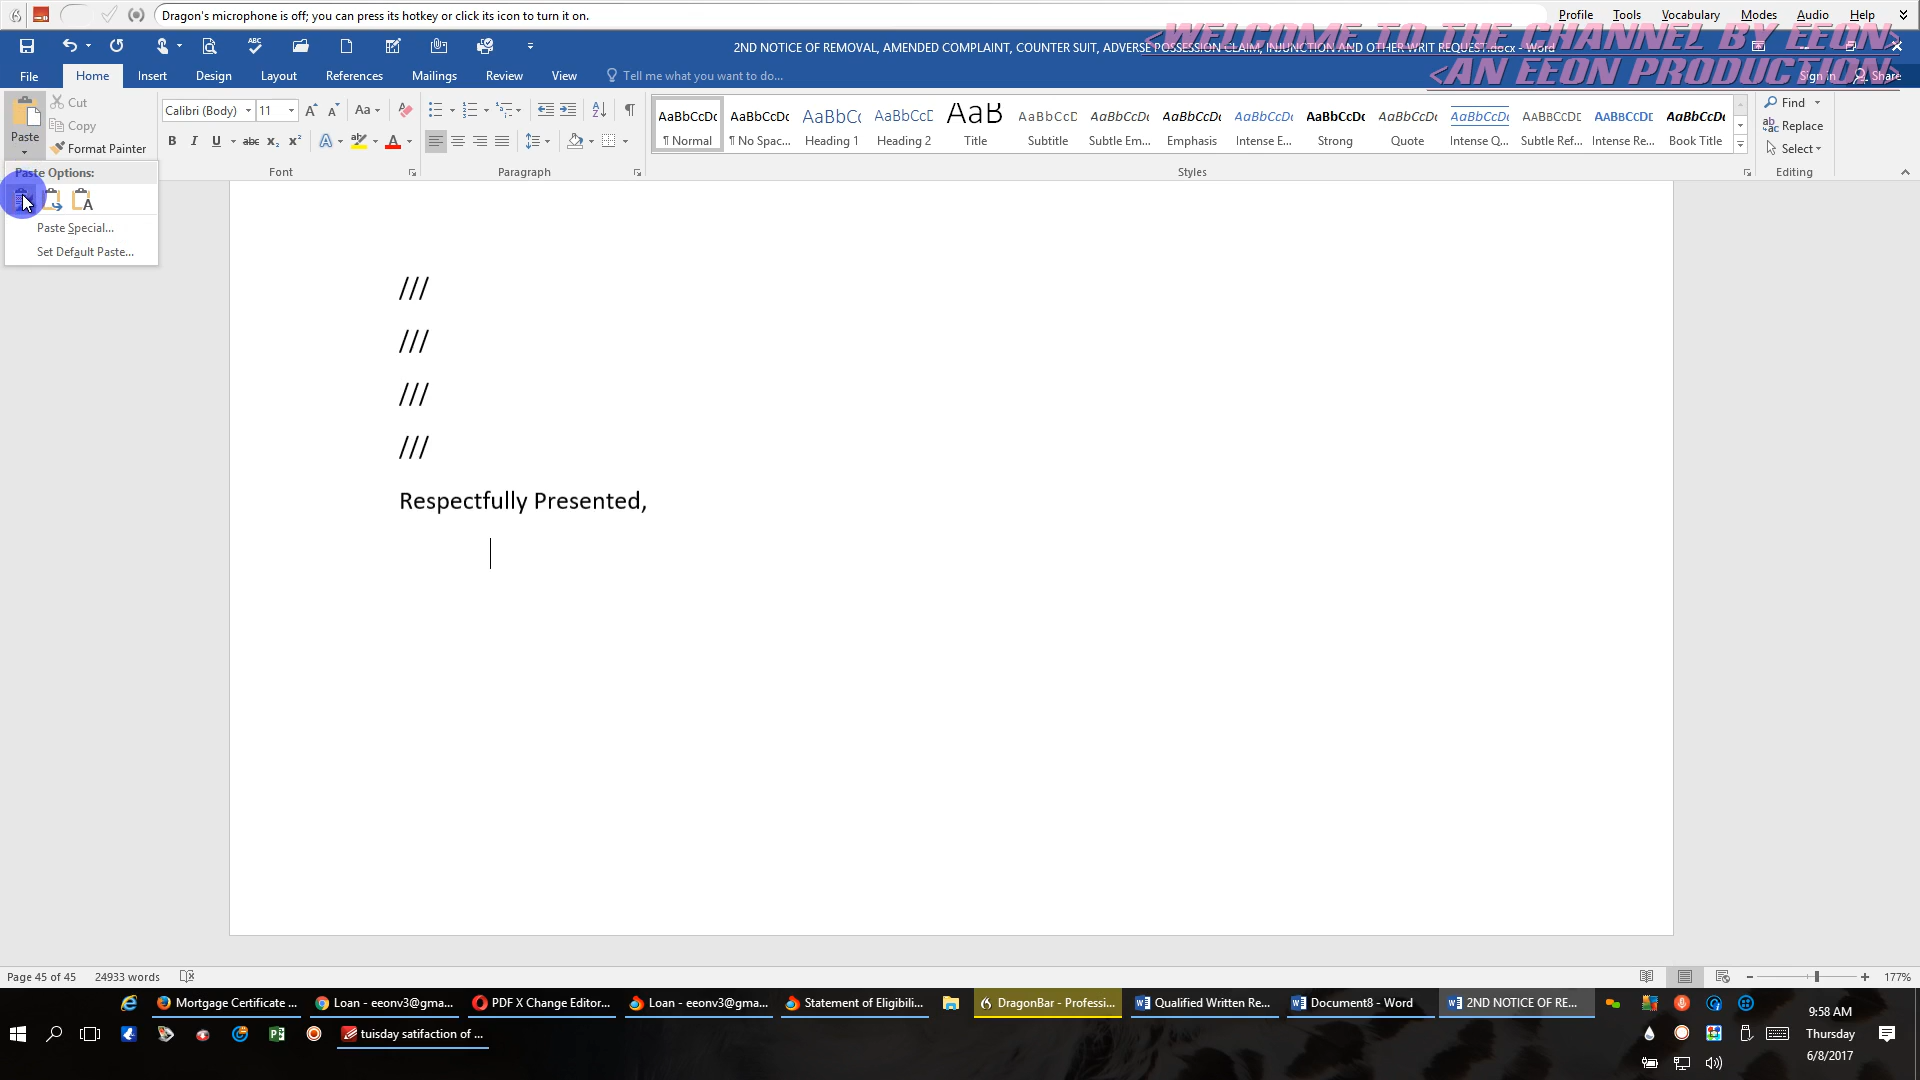 Dragon's microphone is off; you can press its hotkey or click its icon to turn it on.
Profile Tools Vocabulary Modes Audio Help
<WELCOME TO THE CHANNEL BY EEON>
2ND NOTICE OF REMOVAL, AMENDED COMPLAINT, COUNTER SUIT, ADVERSE POSSESSION CLAIM, INJUNCTION AND OTHER WRIT REQUEST.docx - Word
<AN EEON PRODUCTION>
File Home Insert Design Layout References Mailings Review View Tell me what you want to do... Sign in Share
Paste
Cut
Copy
Format Painter
Calibri (Body) 11
Font
Paragraph
AaBbCcDc AaBbCcDc AaBbCc AaBbCcD AaB AaBbCcD AaBbCcDc AaBbCcDc AaBbCcDc AaBbCcDc AaBbCcDc AaBbCcDc AABBCCDE AABBCCDE AaBbCcDc
¶ Normal ¶ No Spac... Heading 1 Heading 2 Title Subtitle Subtle Em... Emphasis Intense E... Strong Quote Intense Q... Subtle Ref... Intense Re... Book Title
Styles
Find
Replace
Select
Editing
Paste Options:
Paste Special...
Set Default Paste...
///
///
///
///
Respectfully Presented,
Page 45 of 45 24933 words
177%
Mortgage Certificate ... Loan - eeonv3@gma... PDF X Change Editor... Loan - eeonv3@gma... Statement of Eligibili... DragonBar - Professi... Qualified Written Re... Document8 - Word 2ND NOTICE OF RE...
tuisday satifaction of ...
9:58 AM
Thursday
6/8/2017